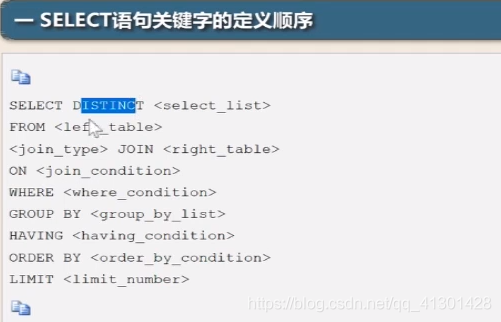 一 SELECT语句关键字的定义顺序
SELECT DISTINCT <select_list>
FROM <left_table>
<join_type> JOIN <right_table>
ON <join_condition>
WHERE <where_condition>
GROUP BY <group_by_list>
HAVING <having_condition>
ORDER BY <order_by_condition>
LIMIT <limit_number>
https://blog.csdn.net/qq_41301428